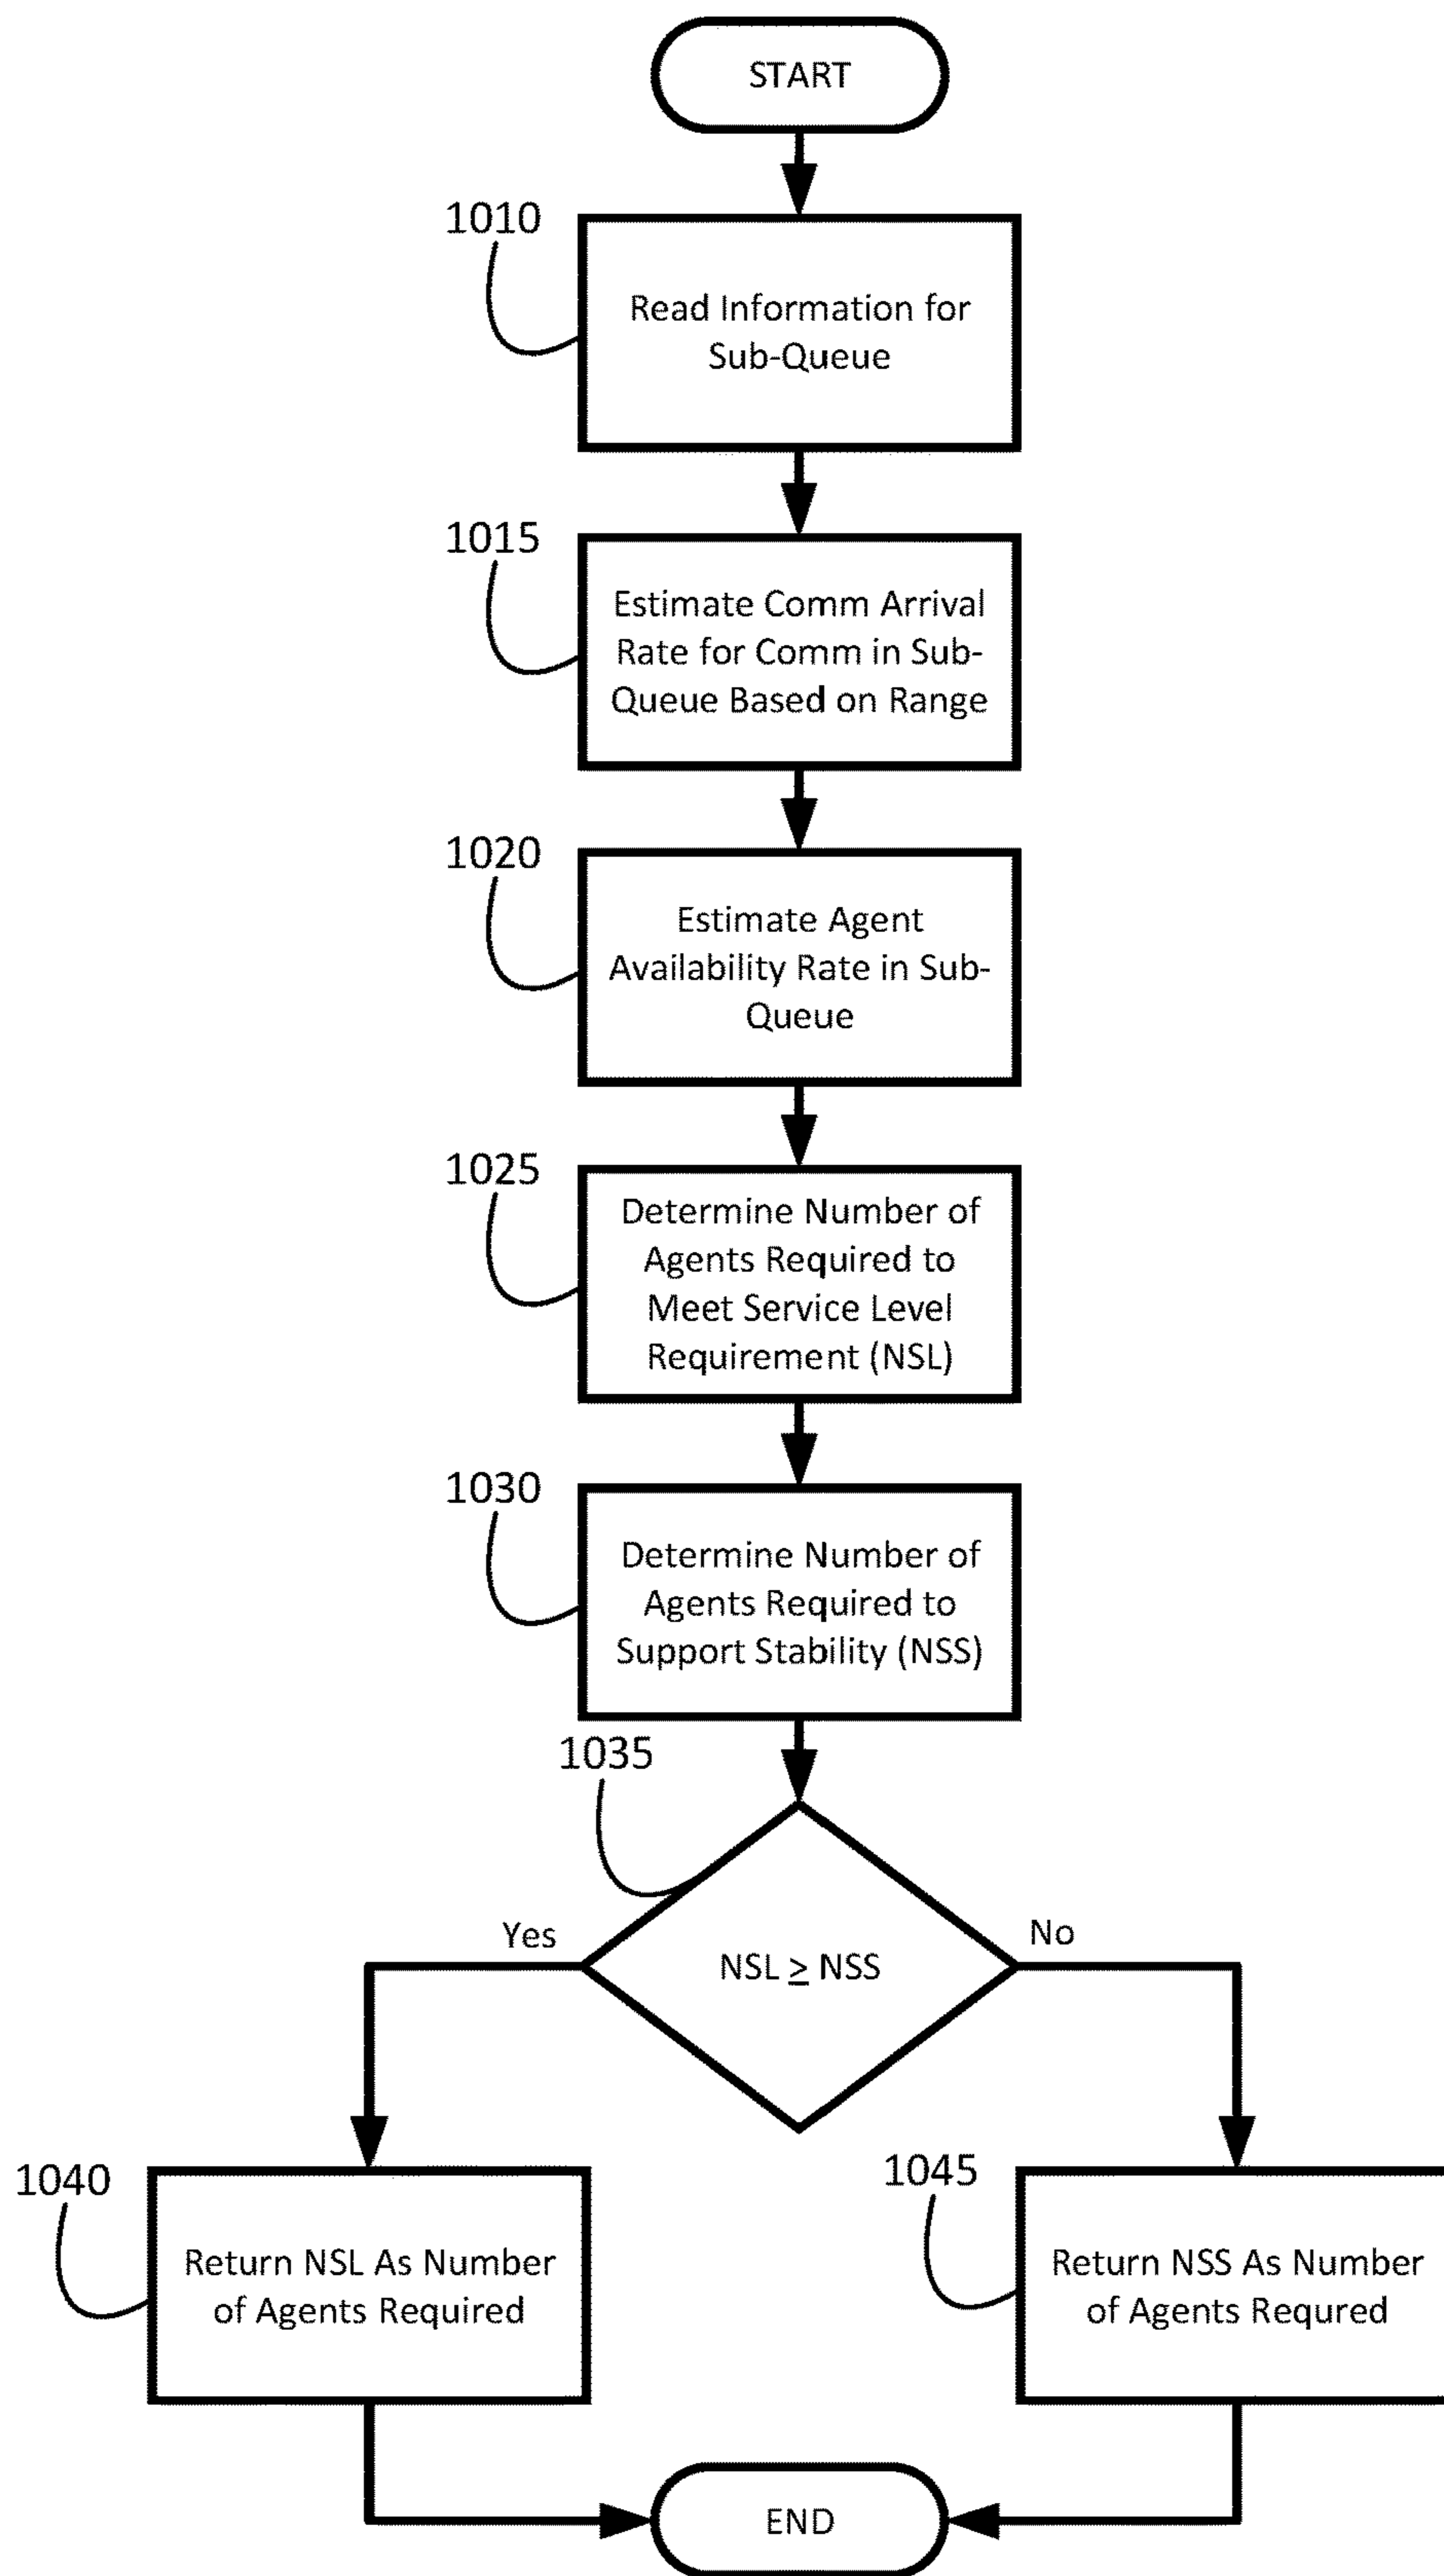 START
1010
Read Information for
Sub-Queue
1015
Estimate Comm Arrival
Rate for Comm in Sub-
Queue Based on Range
1020
Estimate Agent
Availability Rate in Sub-
Queue
1025
Determine Number of
Agents Required to
Meet Service Level
Requirement (NSL)
1030
Determine Number of
Agents Required to
Support Stability (NSS)
1035
Yes
NSL ≥ NSS
No
1040
Return NSL As Number
of Agents Required
1045
Return NSS As Number
of Agents Requred
END